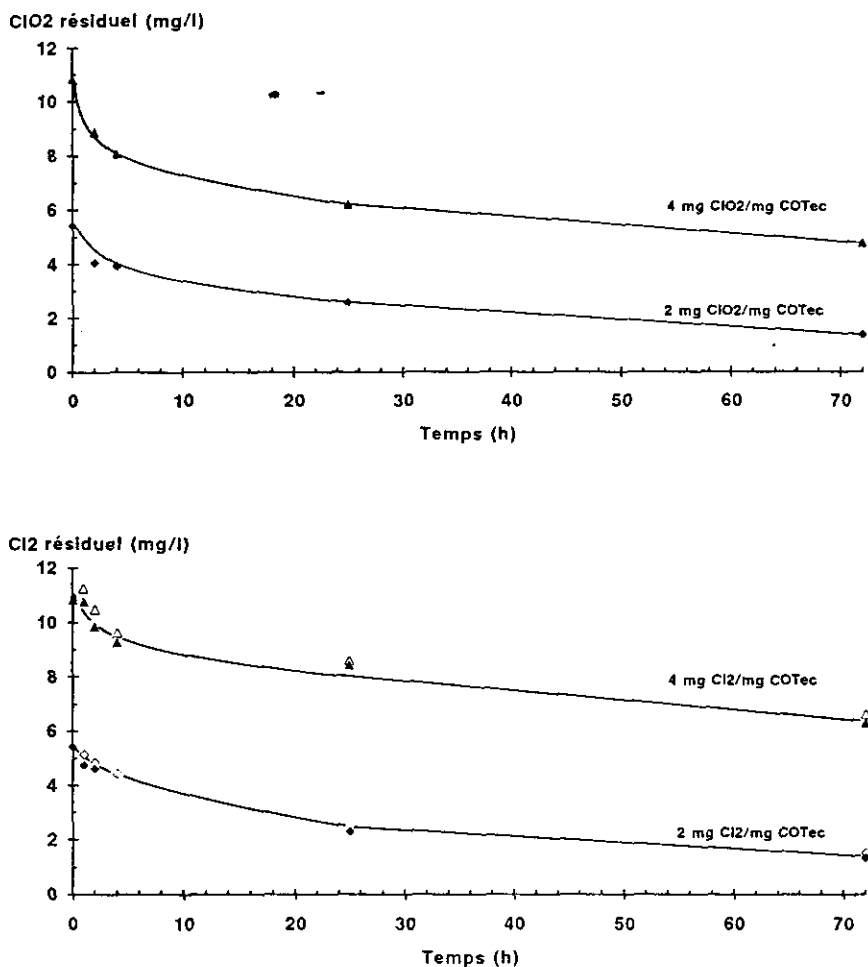 ClO2 résiduel (mg/l)
12
10
8
6
4
2
0
4 mg ClO2/mg COTec
2 mg ClO2/mg COTec
0 10 20 30 40 50 60 70
Temps (h)
Cl2 résiduel (mg/l)
12
10
8
6
4
2
0
4 mg Cl2/mg COTec
2 mg Cl2/mg COTec
0 10 20 30 40 50 60 70
Temps (h)